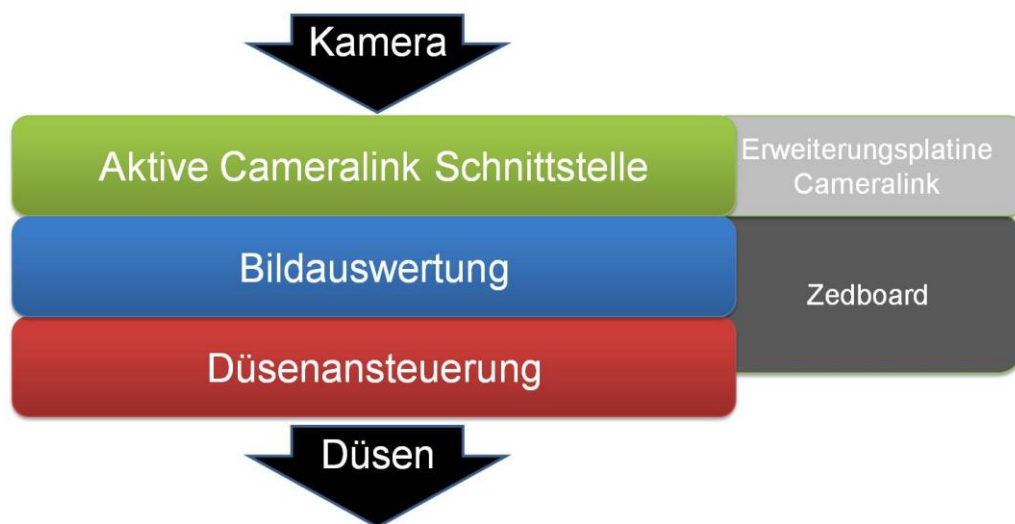 Kamera
Aktive Cameralink Schnittstelle
Erweiterungsplatine
Cameralink
Bildauswertung
Zedboard
Düsenansteuerung
Düsen